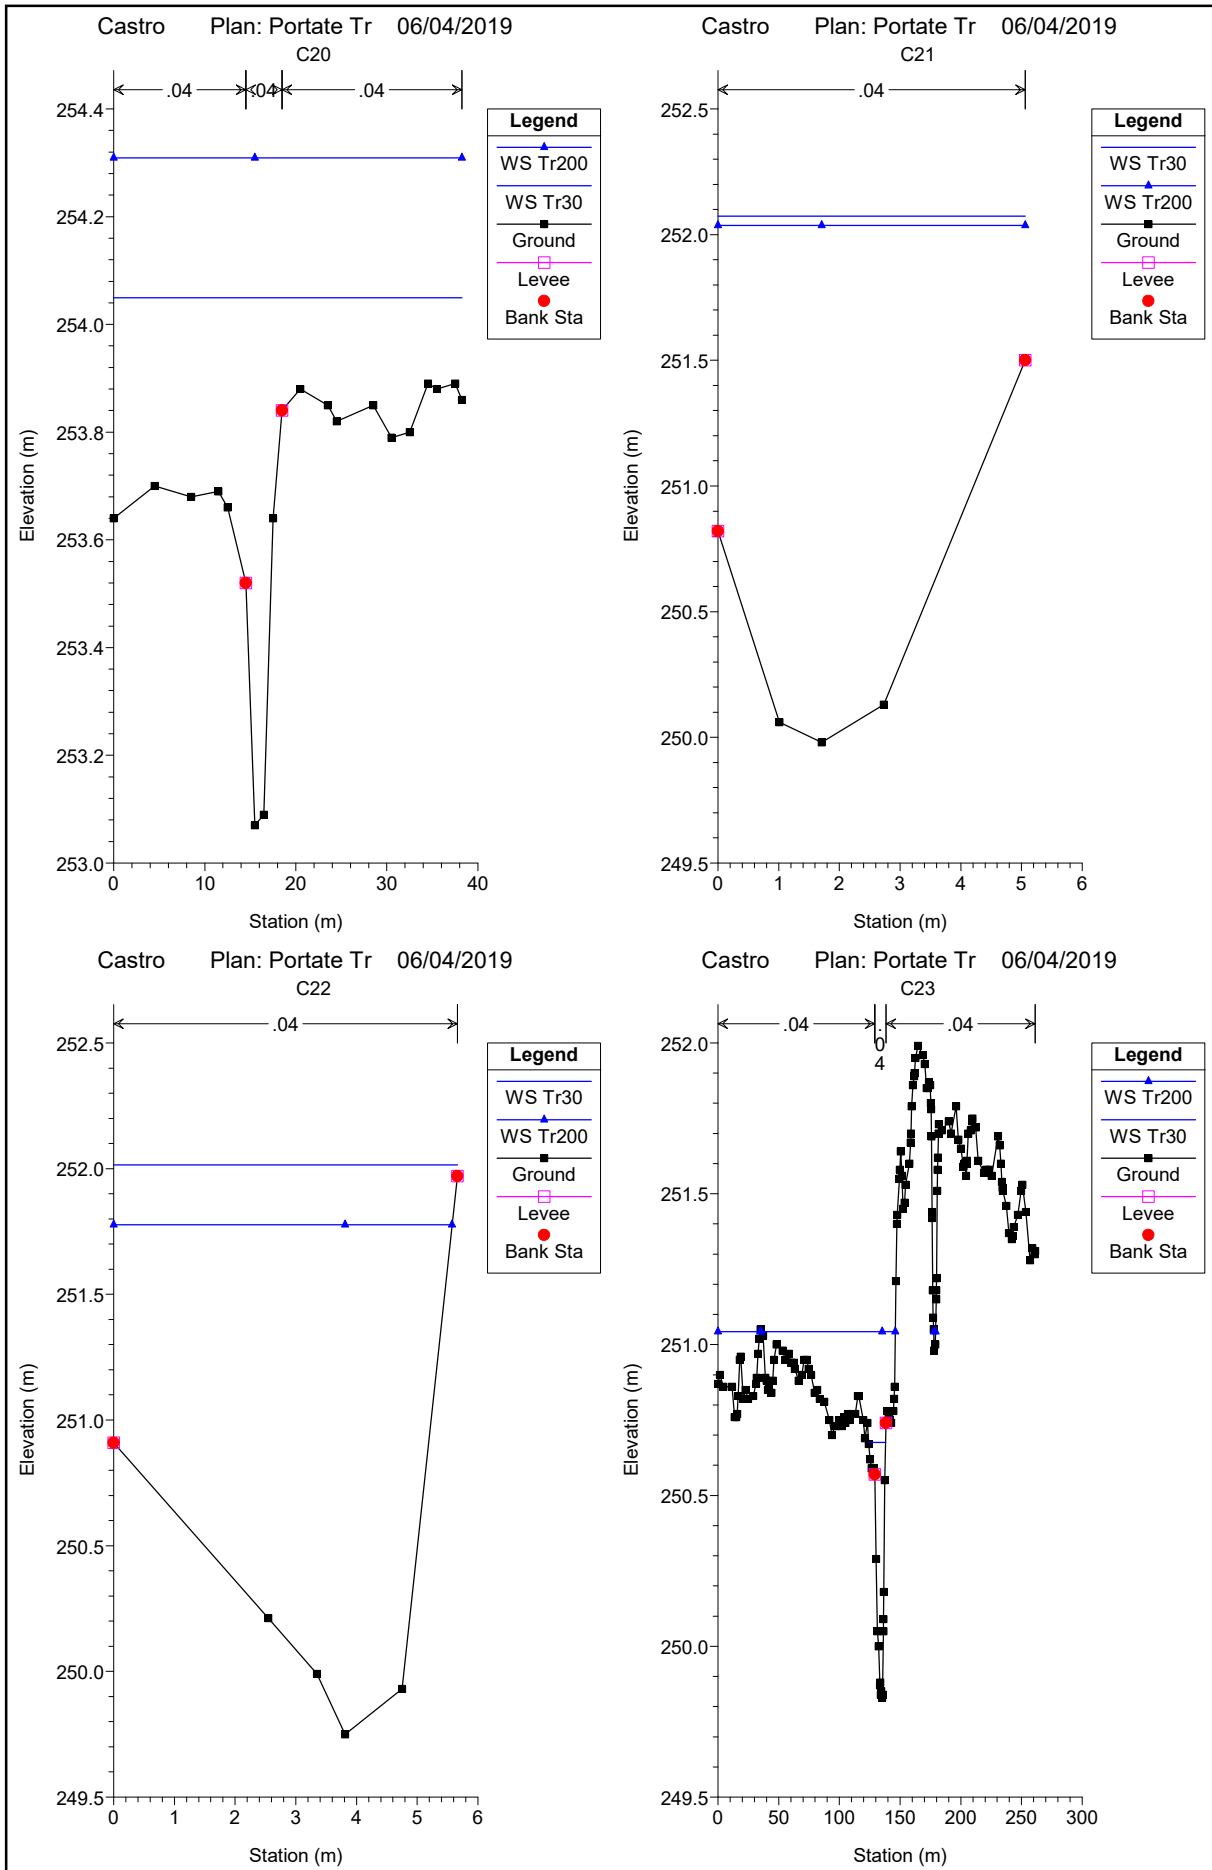 Castro Plan: Portate Tr 06/04/2019
C20
.04 .04 .04
254.4
254.2
254.0
253.8
253.6
253.4
253.2
253.0
Elevation (m)
0 10 20 30 40
Station (m)
Legend
WS Tr200
WS Tr30
Ground
Levee
Bank Sta
Castro Plan: Portate Tr 06/04/2019
C21
.04
252.5
252.0
251.5
251.0
250.5
250.0
249.5
Elevation (m)
0 1 2 3 4 5 6
Station (m)
Legend
WS Tr30
WS Tr200
Ground
Levee
Bank Sta
Castro Plan: Portate Tr 06/04/2019
C22
.04
252.5
252.0
251.5
251.0
250.5
250.0
249.5
Elevation (m)
0 1 2 3 4 5 6
Station (m)
Legend
WS Tr30
WS Tr200
Ground
Levee
Bank Sta
Castro Plan: Portate Tr 06/04/2019
C23
.04 .04 .04
252.0
251.5
251.0
250.5
250.0
249.5
Elevation (m)
0 50 100 150 200 250 300
Station (m)
Legend
WS Tr200
WS Tr30
Ground
Levee
Bank Sta